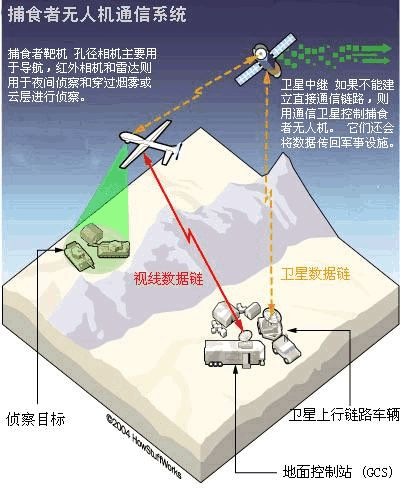 捕食者无人机通信系统
捕食者靶机 孔径相机主要用
于导航，红外相机和雷达则
用于夜间侦察和穿过烟雾或
云层进行侦察。
卫星中继 如果不能建
立直接通信链路，则
用通信卫星控制捕食
者无人机。 它们还会
将数据传回军事设施。
视线数据链
卫星数据链
侦察目标
卫星上行链路车辆
地面控制站 (GCS)
©2004 HowStuffWorks